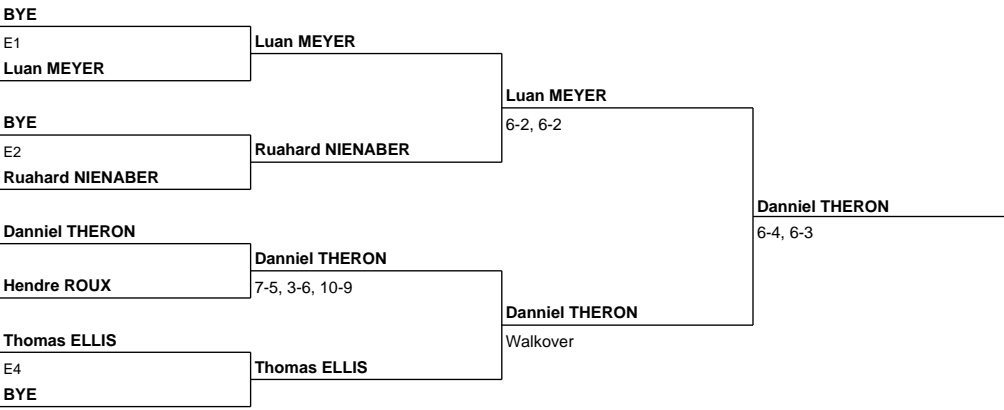 BYE
E1
Luan MEYER
BYE
E2
Ruahard NIENABER
Danniel THERON
Hendre ROUX
Thomas ELLIS
E4
BYE
Luan MEYER
Ruahard NIENABER
Danniel THERON
7-5, 3-6, 10-9
Thomas ELLIS
Luan MEYER
6-2, 6-2
Danniel THERON
Walkover
Danniel THERON
6-4, 6-3